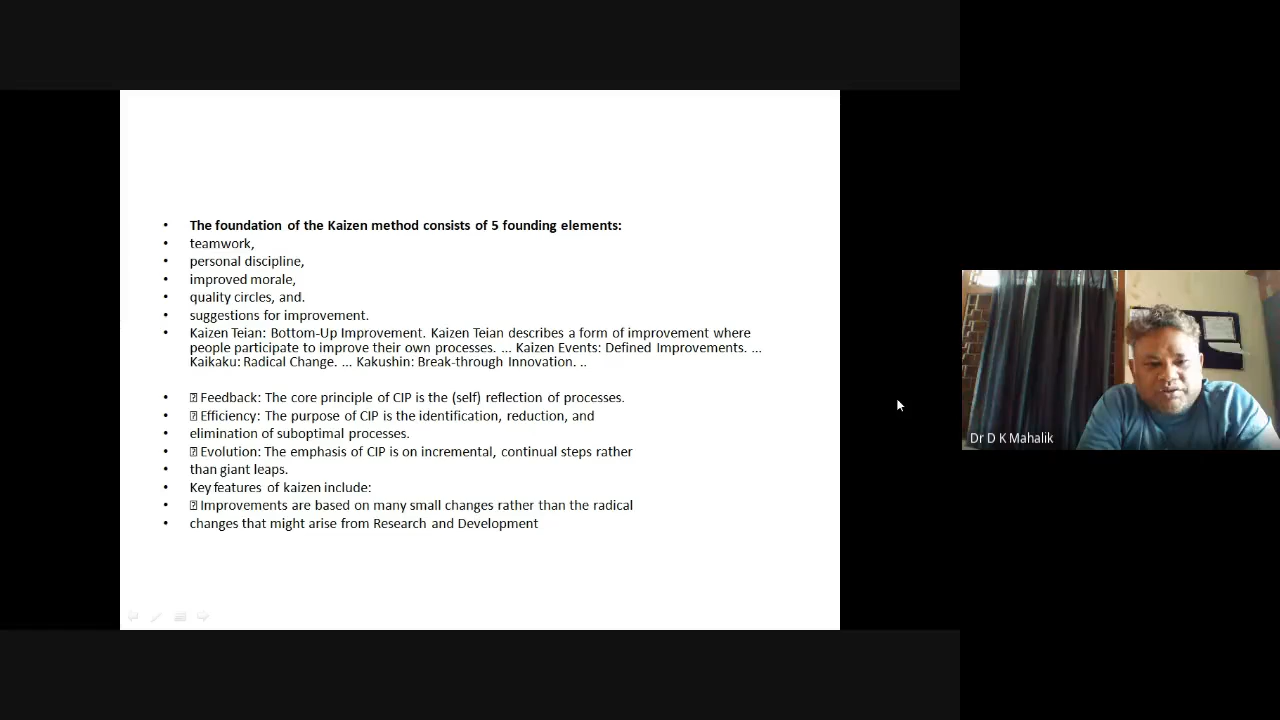 • The foundation of the Kaizen method consists of 5 founding elements:
• teamwork,
• personal discipline,
• improved morale,
• quality circles, and.
• suggestions for improvement.
• Kaizen Teian: Bottom-Up Improvement. Kaizen Teian describes a form of improvement where
people participate to improve their own processes. ... Kaizen Events: Defined Improvements. ...
Kaikaku: Radical Change. ... Kakushin: Break-through Innovation. ..
• Feedback: The core principle of CIP is the (self) reflection of processes.
• Efficiency: The purpose of CIP is the identification, reduction, and
• elimination of suboptimal processes.
• Evolution: The emphasis of CIP is on incremental, continual steps rather
• than giant leaps.
• Key features of kaizen include:
• Improvements are based on many small changes rather than the radical
• changes that might arise from Research and Development
Dr D K Mahalik